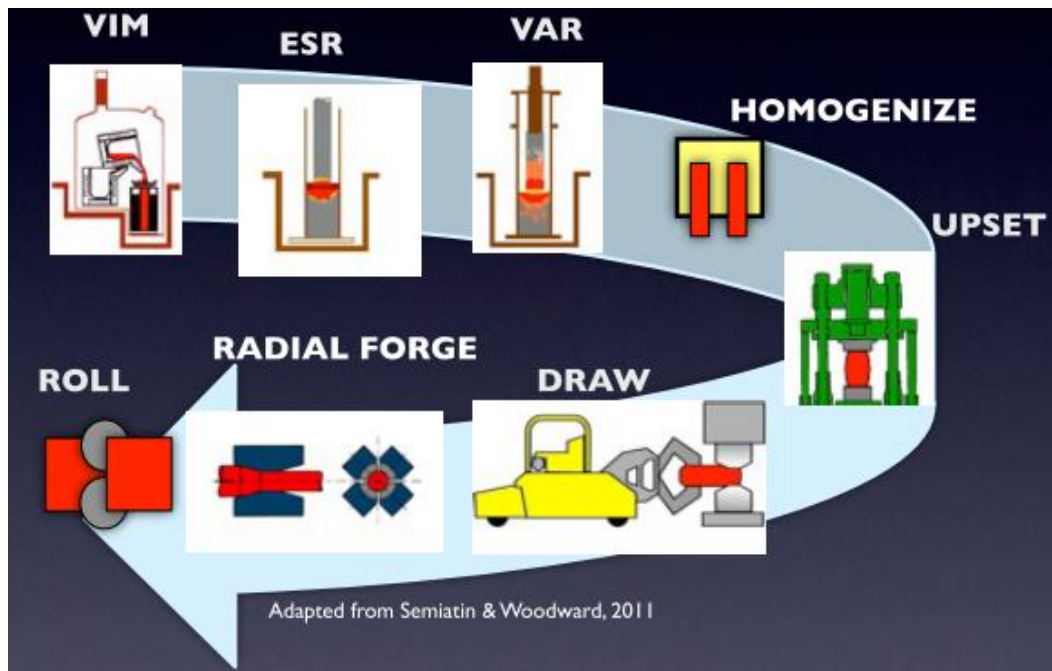 VIM
ESR
VAR
HOMOGENIZE
UPSET
DRAW
RADIAL FORGE
ROLL
Adapted from Semiatin & Woodward, 2011